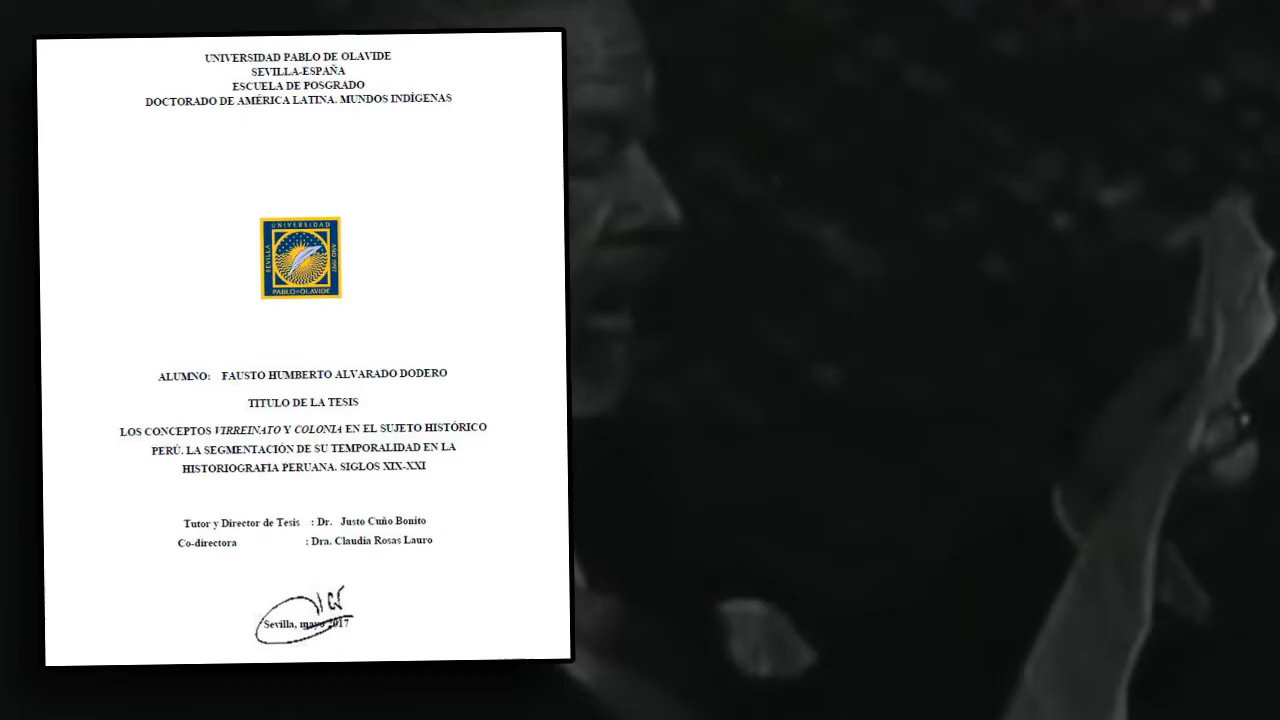 UNIVERSIDAD PABLO DE OLAVIDE
SEVILLA-ESPAÑA
ESCUELA DE POSGRADO
DOCTORADO DE AMÉRICA LATINA. MUNDOS INDÍGENAS
UNIVERSIDAD
SEVILLA
AÑO 1997
PABLO DE OLAVIDE
ALUMNO: FAUSTO HUMBERTO ALVARADO DODERO
TITULO DE LA TESIS
LOS CONCEPTOS VIRREINATO Y COLONIA EN EL SUJETO HISTÓRICO
PERÚ. LA SEGMENTACIÓN DE SU TEMPORALIDAD EN LA
HISTORIOGRAFIA PERUANA. SIGLOS XIX-XXI
Tutor y Director de Tesis : Dr. Justo Cuño Bonito
Co-directora : Dra. Claudia Rosas Lauro
Sevilla, mayo 2017